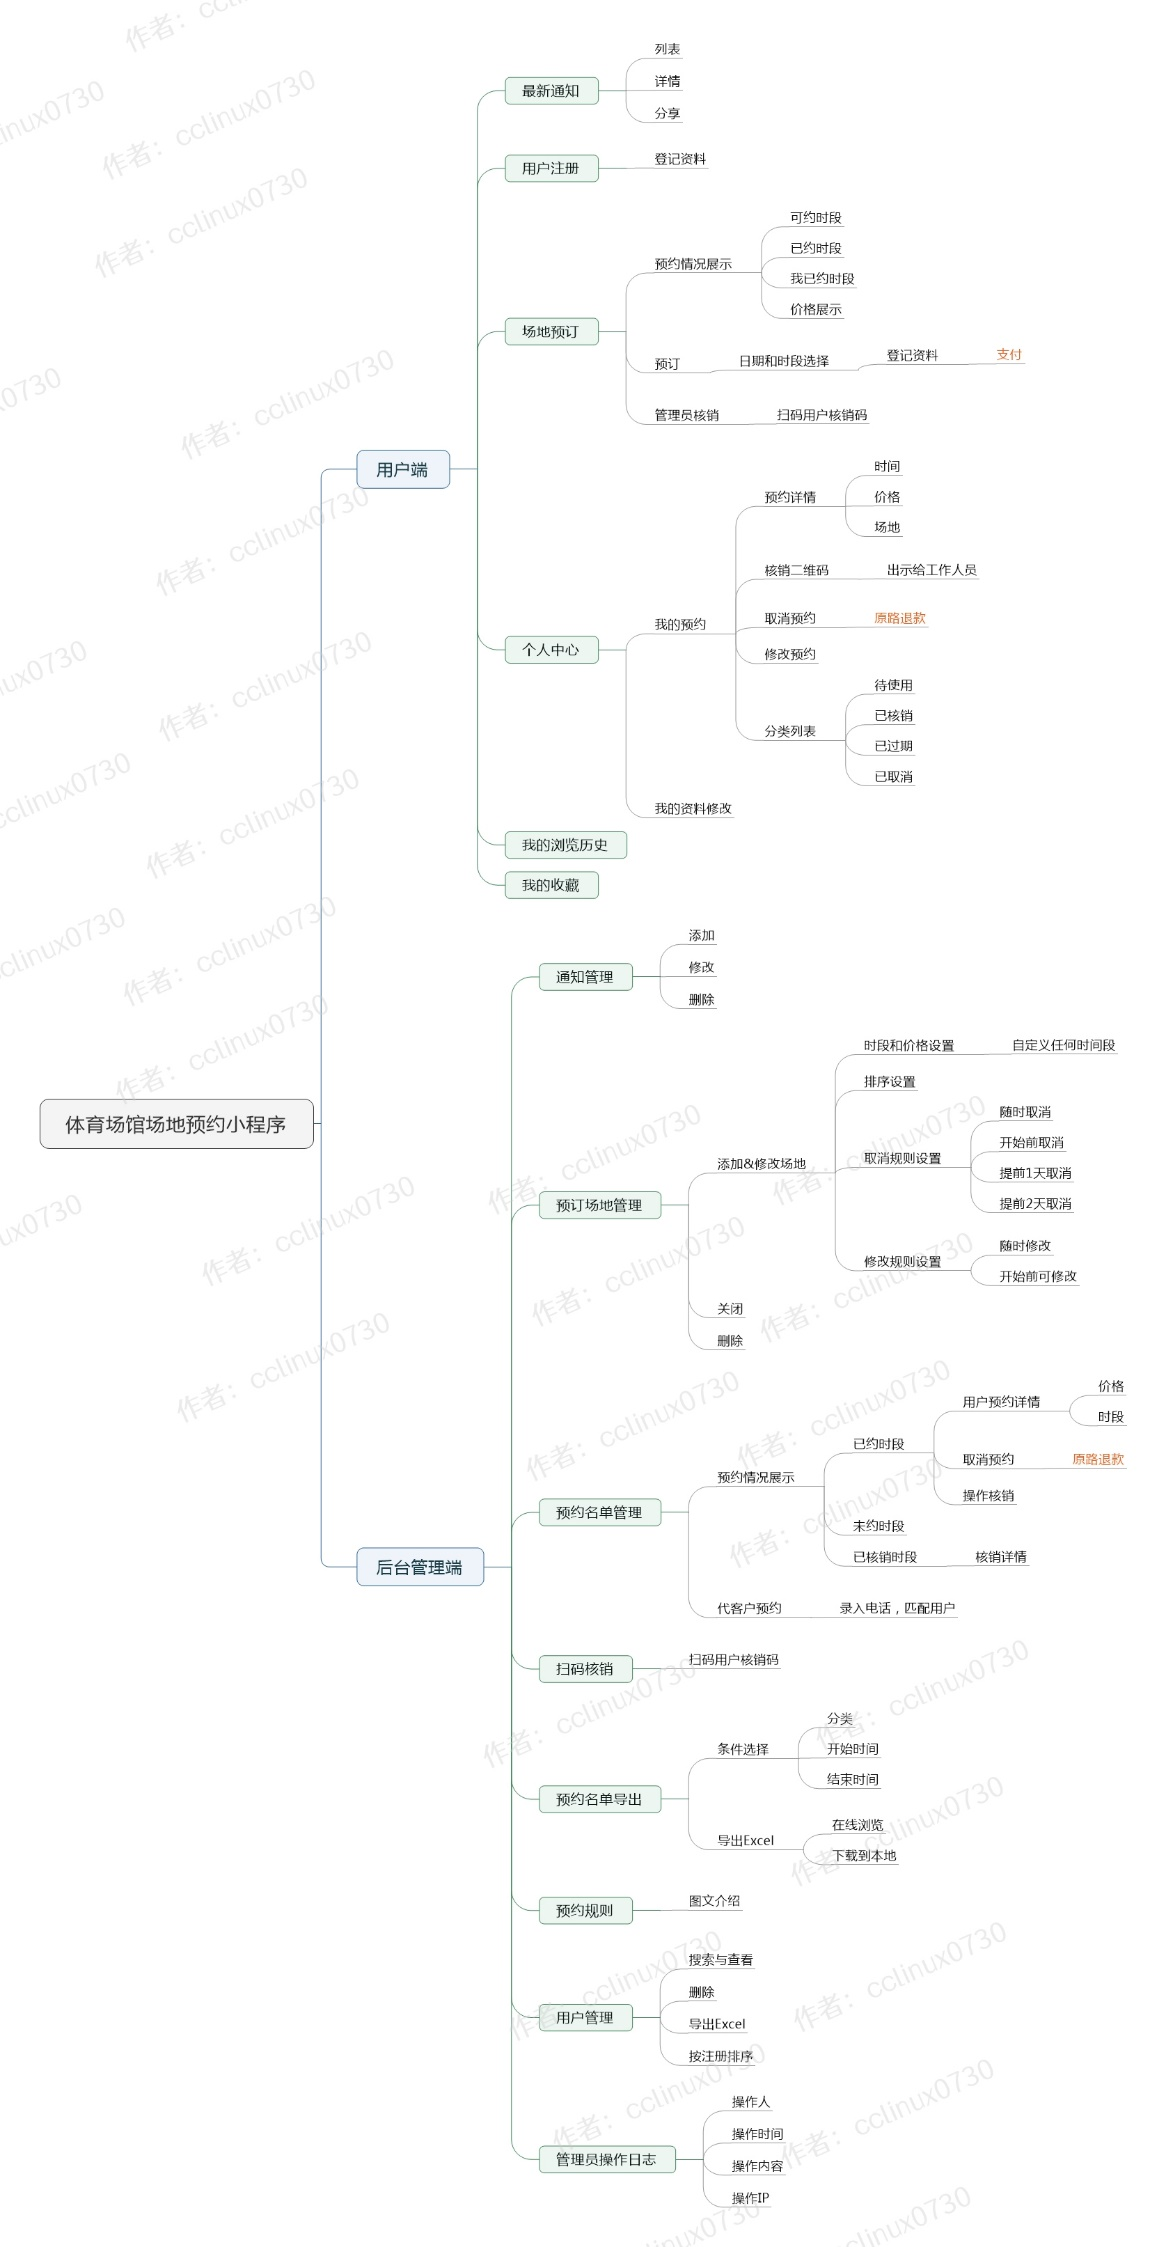 体育场馆场地预约小程序
用户端
最新通知
列表
详情
分享
用户注册
登记资料
场地预订
预约情况展示
可约时段
已约时段
我已约时段
价格展示
预订
日期和时段选择
登记资料
支付
管理员核销
扫码用户核销码
个人中心
我的预约
预约详情
时间
价格
场地
核销二维码
出示给工作人员
取消预约
原路退款
修改预约
分类列表
待使用
已核销
已过期
已取消
我的资料修改
我的浏览历史
我的收藏
后台管理端
通知管理
添加
修改
删除
预订场地管理
添加&修改场地
时段和价格设置
自定义任何时间段
排序设置
取消规则设置
随时取消
开始前取消
提前1天取消
提前2天取消
修改规则设置
随时修改
开始前可修改
关闭
删除
预约名单管理
预约情况展示
已约时段
用户预约详情
价格
时段
取消预约
原路退款
操作核销
未约时段
已核销时段
核销详情
代客户预约
录入电话，匹配用户
扫码核销
扫码用户核销码
预约名单导出
条件选择
分类
开始时间
结束时间
导出Excel
在线浏览
下载到本地
预约规则
图文介绍
用户管理
搜索与查看
删除
导出Excel
按注册排序
管理员操作日志
操作人
操作时间
操作内容
操作IP
作者：cclinux0730